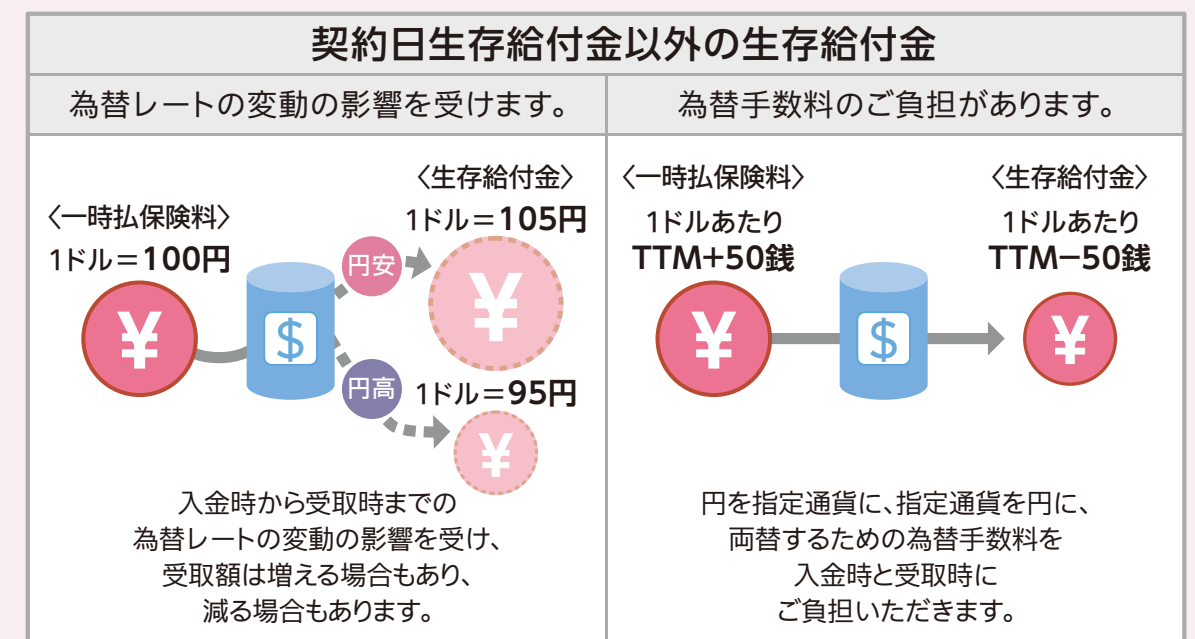 契約日生存給付金以外の生存給付金
為替レートの変動の影響を受けます。
〈一時払保険料〉
1ドル＝100円
¥
$
円安
〈生存給付金〉
1ドル＝105円
¥
円高
1ドル＝95円
¥
入金時から受取時までの
為替レートの変動の影響を受け、
受取額は増える場合もあり、
減る場合もあります。
為替手数料のご負担があります。
〈一時払保険料〉
1ドルあたり
TTM+50銭
¥
$
〈生存給付金〉
1ドルあたり
TTM−50銭
¥
円を指定通貨に、指定通貨を円に、
両替するための為替手数料を
入金時と受取時に
ご負担いただきます。